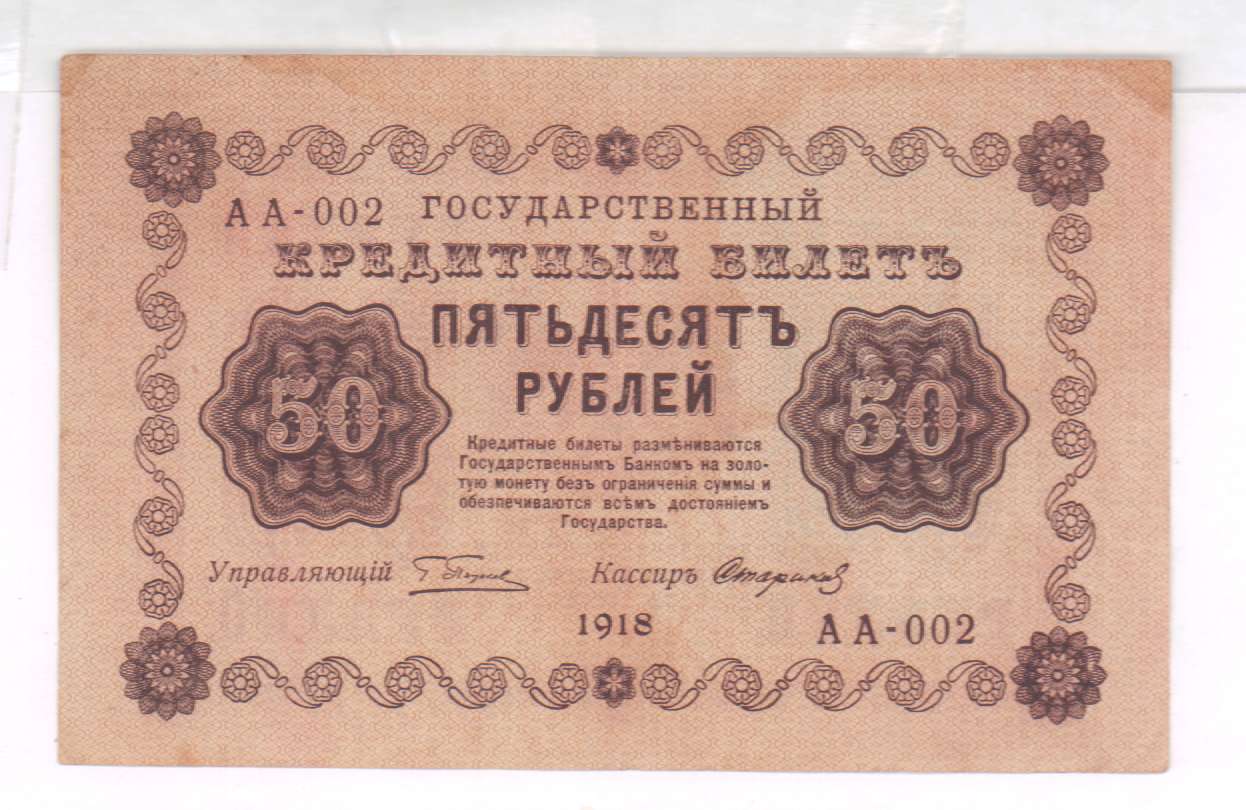 АА-002 ГОСУДАРСТВЕННЫЙ
КРЕДИТНЫЙ БИЛЕТЪ
ПЯТЬДЕСЯТЪ
РУБЛЕЙ
50 50
Кредитные билеты размѣниваются
Государственнымъ Банкомъ на золо-
тую монету безъ ограниченія суммы и
обезпечиваются всѣмъ достояніемъ
Государства.
Управляющій Кассиръ Стариков
1918 АА-002